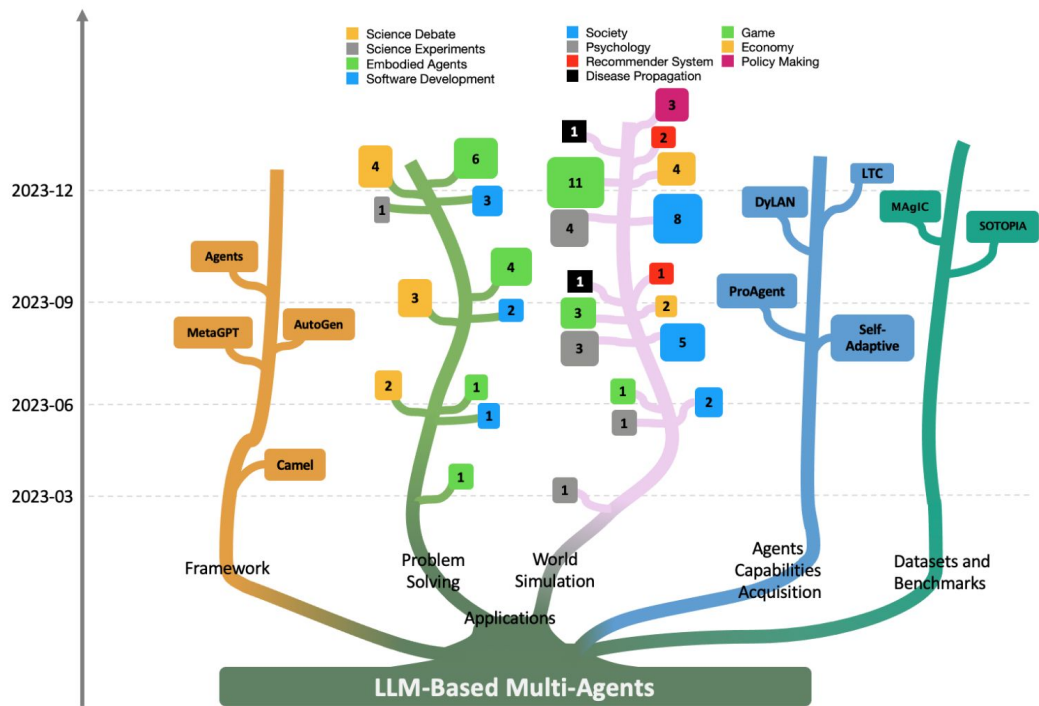 Science Debate
Science Experiments
Embodied Agents
Software Development
Society
Psychology
Recommender System
Disease Propagation
Game
Economy
Policy Making
2023-12
2023-09
2023-06
2023-03
Agents
MetaGPT
AutoGen
Camel
Framework
4
6
1
3
4
3
2
2
1
1
1
Problem
Solving
3
1
2
11
4
4
8
1
1
3
2
3
5
1
2
1
1
World
Simulation
Applications
LTC
DyLAN
ProAgent
Self-
Adaptive
Agents
Capabilities
Acquisition
MAgIC
SOTOPIA
Datasets and
Benchmarks
LLM-Based Multi-Agents